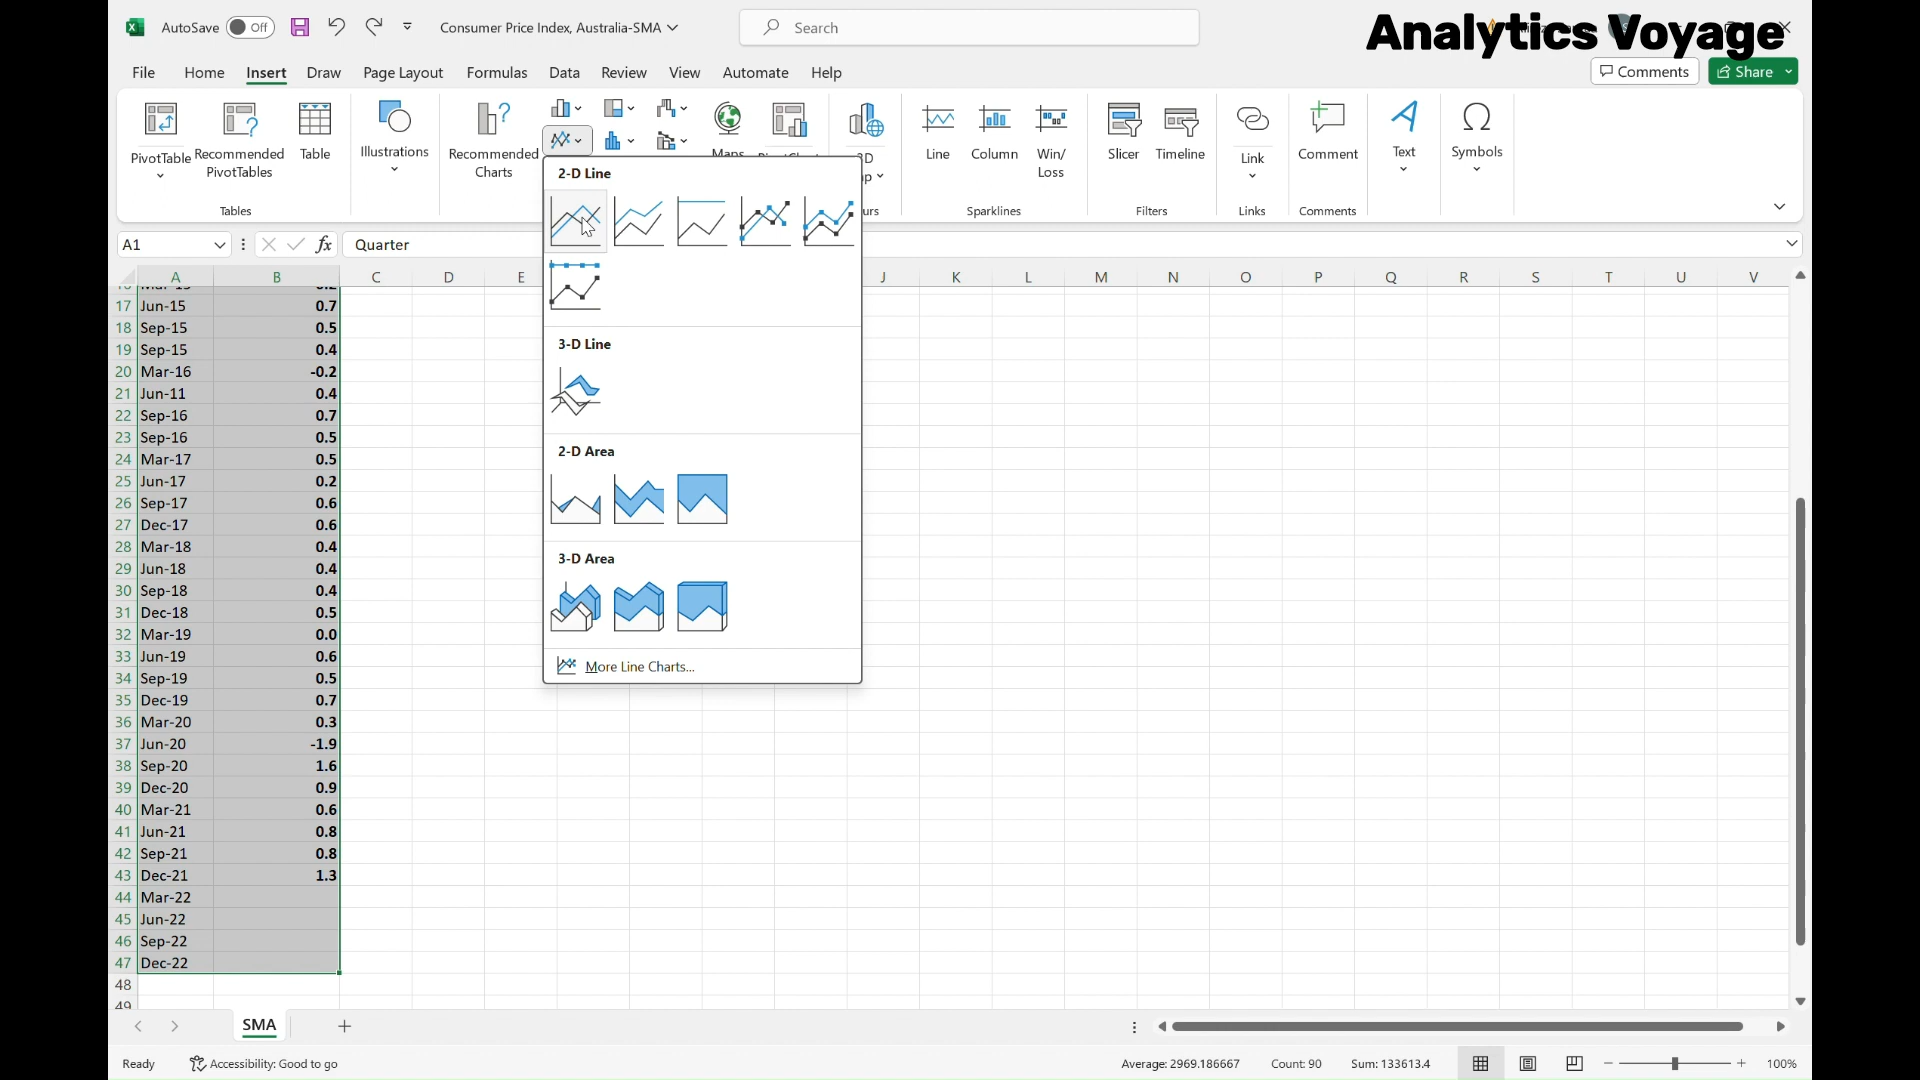 AutoSave Off Consumer Price Index, Australia-SMA Search
Analytics Voyage
File Home Insert Draw Page Layout Formulas Data Review View Automate Help Comments Share
PivotTable
Recommended
PivotTables
Table
Illustrations
Recommended
Charts
Line Column Win/
Loss
Slicer Timeline
Link
Comment
Text
Symbols
Tables
Sparklines
Filters
Links
Comments
A1 fx Quarter
2-D Line
3-D Line
2-D Area
3-D Area
More Line Charts...
A B C D E J K L M N O P Q R S T U V
17 Jun-15 0.7
18 Sep-15 0.5
19 Sep-15 0.4
20 Mar-16 -0.2
21 Jun-11 0.4
22 Sep-16 0.7
23 Sep-16 0.5
24 Mar-17 0.5
25 Jun-17 0.2
26 Sep-17 0.6
27 Dec-17 0.6
28 Mar-18 0.4
29 Jun-18 0.4
30 Sep-18 0.4
31 Dec-18 0.5
32 Mar-19 0.0
33 Jun-19 0.6
34 Sep-19 0.5
35 Dec-19 0.7
36 Mar-20 0.3
37 Jun-20 -1.9
38 Sep-20 1.6
39 Dec-20 0.9
40 Mar-21 0.6
41 Jun-21 0.8
42 Sep-21 0.8
43 Dec-21 1.3
44 Mar-22
45 Jun-22
46 Sep-22
47 Dec-22
48
49
SMA
Ready Accessibility: Good to go Average: 2969.186667 Count: 90 Sum: 133613.4 100%